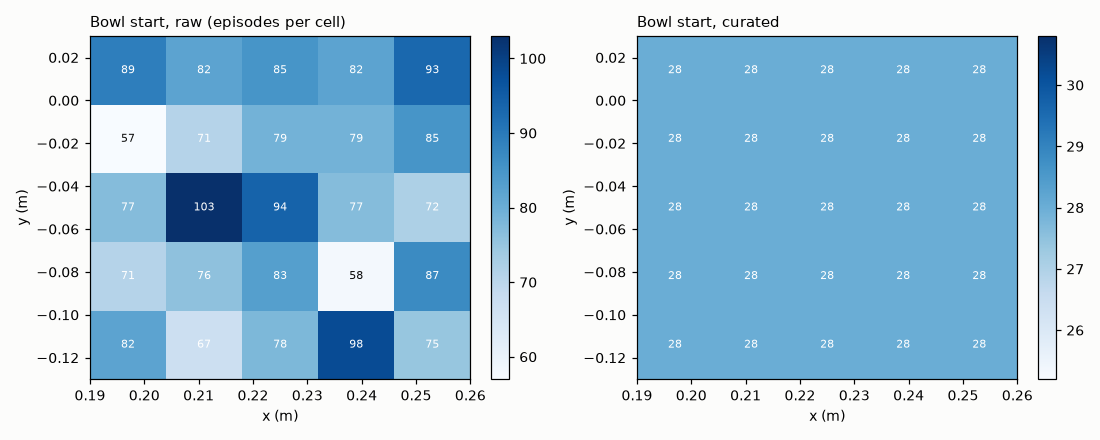 Bowl start, raw (episodes per cell)
89 82 85 82 93
57 71 79 79 85
77 103 94 77 72
71 76 83 58 87
82 67 78 98 75
0.02
0.00
−0.02
−0.04
−0.06
−0.08
−0.10
−0.12
y (m)
0.19 0.20 0.21 0.22 0.23 0.24 0.25 0.26
x (m)
100
90
80
70
60
Bowl start, curated
28 28 28 28 28
28 28 28 28 28
28 28 28 28 28
28 28 28 28 28
28 28 28 28 28
0.02
0.00
−0.02
−0.04
−0.06
−0.08
−0.10
−0.12
y (m)
0.19 0.20 0.21 0.22 0.23 0.24 0.25 0.26
x (m)
30
29
28
27
26